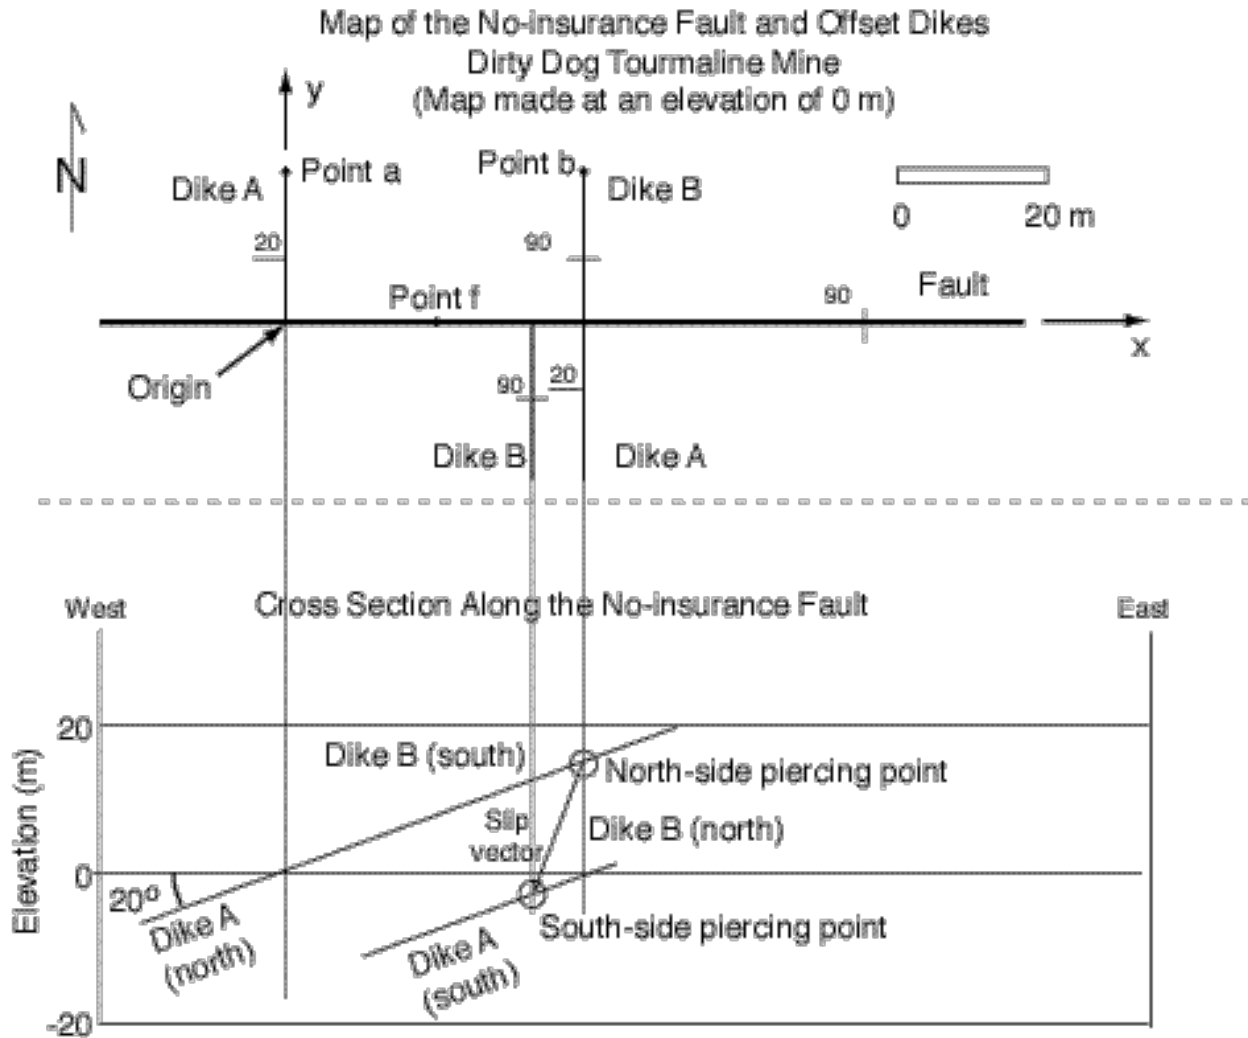 Map of the No-insurance Fault and Offset Dikes
Dirty Dog Tourmaline Mine
(Map made at an elevation of 0 m)
y
N
Point a
Point b
Dike A
Dike B
0 20 m
20
90
Point f
90
Fault
x
Origin
90
20
Dike B
Dike A
West
Cross Section Along the No-insurance Fault
East
Elevation (m)
20
Dike B (south)
North-side piercing point
Slip
vector
Dike B (north)
0
20o
Dike A
(north)
South-side piercing point
Dike A
(south)
-20